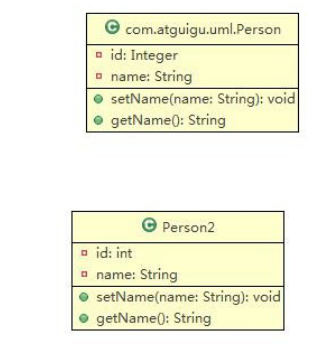 com.atguigu.uml.Person
id: Integer
name: String
setName(name: String): void
getName(): String
Person2
id: int
name: String
setName(name: String): void
getName(): String